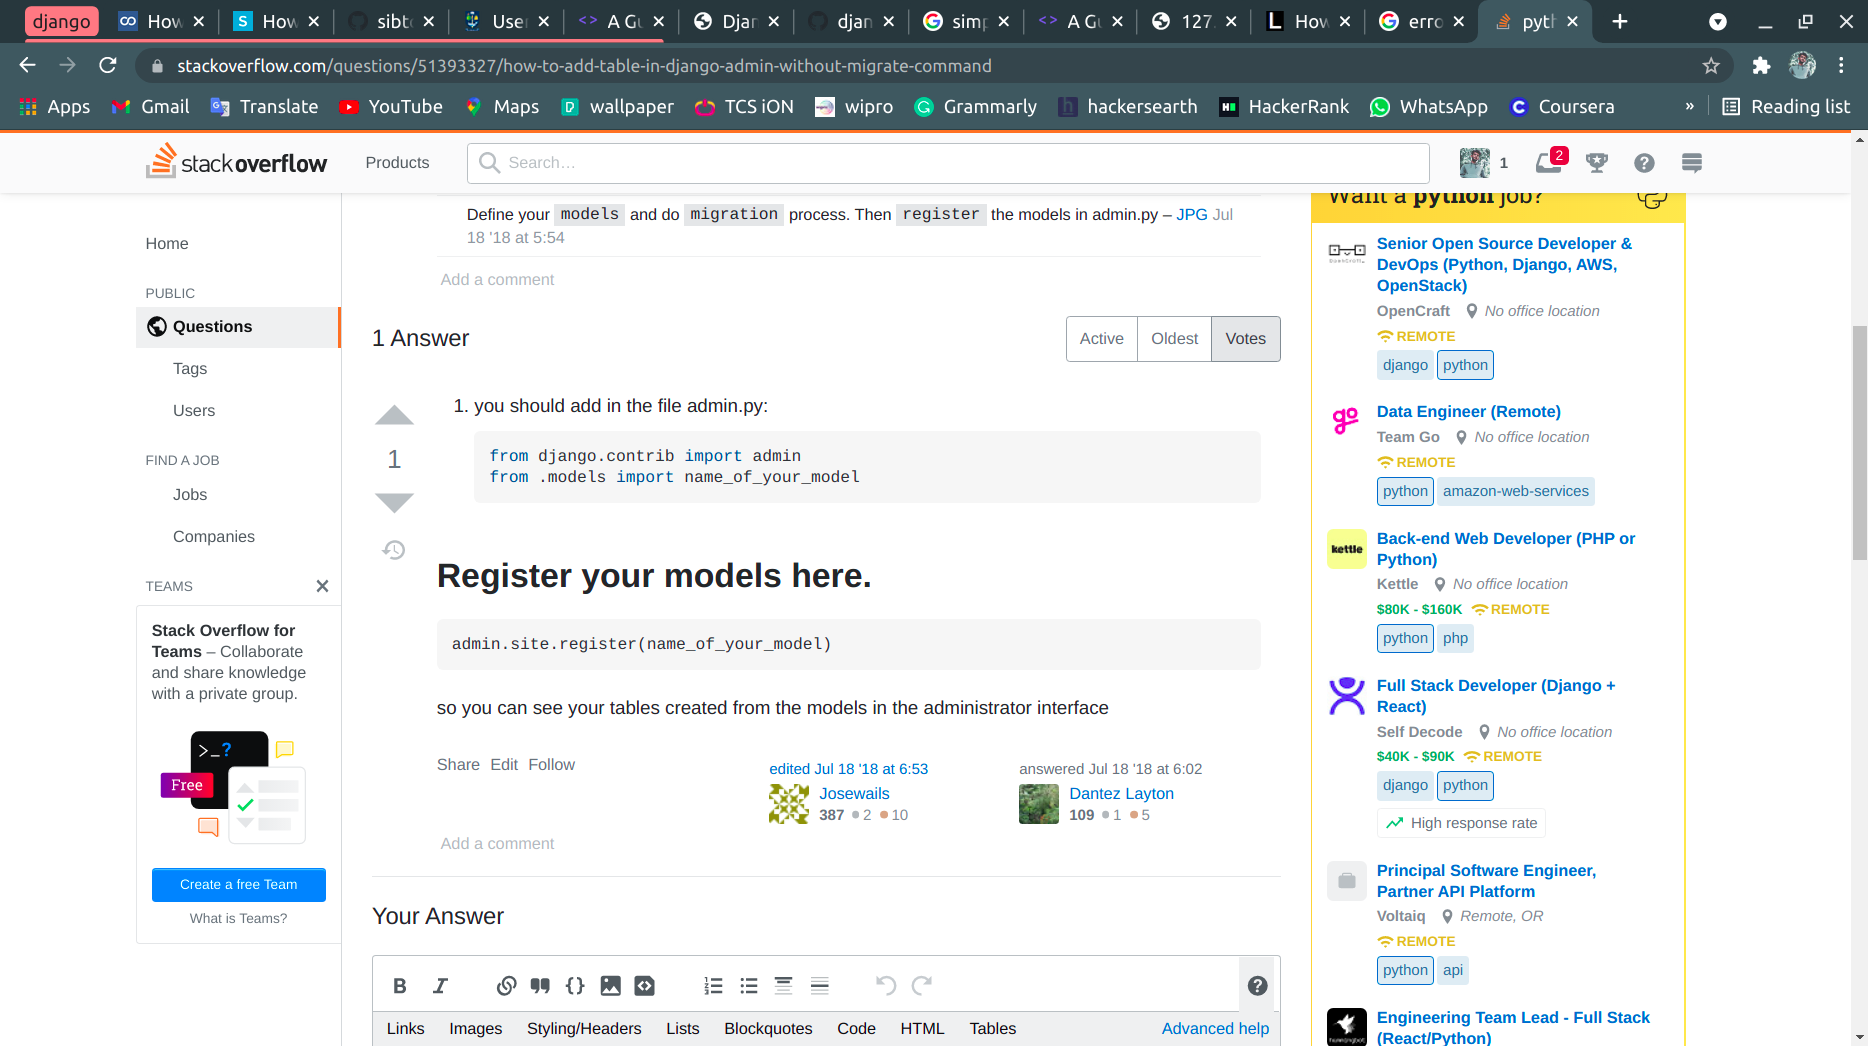 django
How
How
sibto
User
<> A Gu
Djan
djan
simp
<> A Gu
127.
L How
erro
pyth
stackoverflow.com/questions/51393327/how-to-add-table-in-django-admin-without-migrate-command
Apps
Gmail
Translate
YouTube
Maps
wallpaper
TCS iON
wipro
Grammarly
hackersearth
HackerRank
WhatsApp
Coursera
»
Reading list
stackoverflow
Products
Search…
1
2
Home
PUBLIC
Questions
Tags
Users
FIND A JOB
Jobs
Companies
TEAMS
Stack Overflow for
Teams – Collaborate
and share knowledge
with a private group.
>_?
Free
Create a free Team
What is Teams?
Define your models and do migration process. Then register the models in admin.py – JPG Jul
18 '18 at 5:54
Add a comment
1 Answer
Active
Oldest
Votes
1
1. you should add in the file admin.py:
from django.contrib import admin
from .models import name_of_your_model
Register your models here.
admin.site.register(name_of_your_model)
so you can see your tables created from the models in the administrator interface
Share Edit Follow
edited Jul 18 '18 at 6:53
Josewails
387 2 10
answered Jul 18 '18 at 6:02
Dantez Layton
109 1 5
Add a comment
Your Answer
B I
Links
Images
Styling/Headers
Lists
Blockquotes
Code
HTML
Tables
Advanced help
Want a python job?
Senior Open Source Developer &
DevOps (Python, Django, AWS,
OpenStack)
OpenCraft No office location
REMOTE
django python
Data Engineer (Remote)
Team Go No office location
REMOTE
python amazon-web-services
kettle
Back-end Web Developer (PHP or
Python)
Kettle No office location
$80K - $160K REMOTE
python php
Full Stack Developer (Django +
React)
Self Decode No office location
$40K - $90K REMOTE
django python
High response rate
Principal Software Engineer,
Partner API Platform
Voltaiq Remote, OR
REMOTE
python api
Engineering Team Lead - Full Stack
(React/Python)